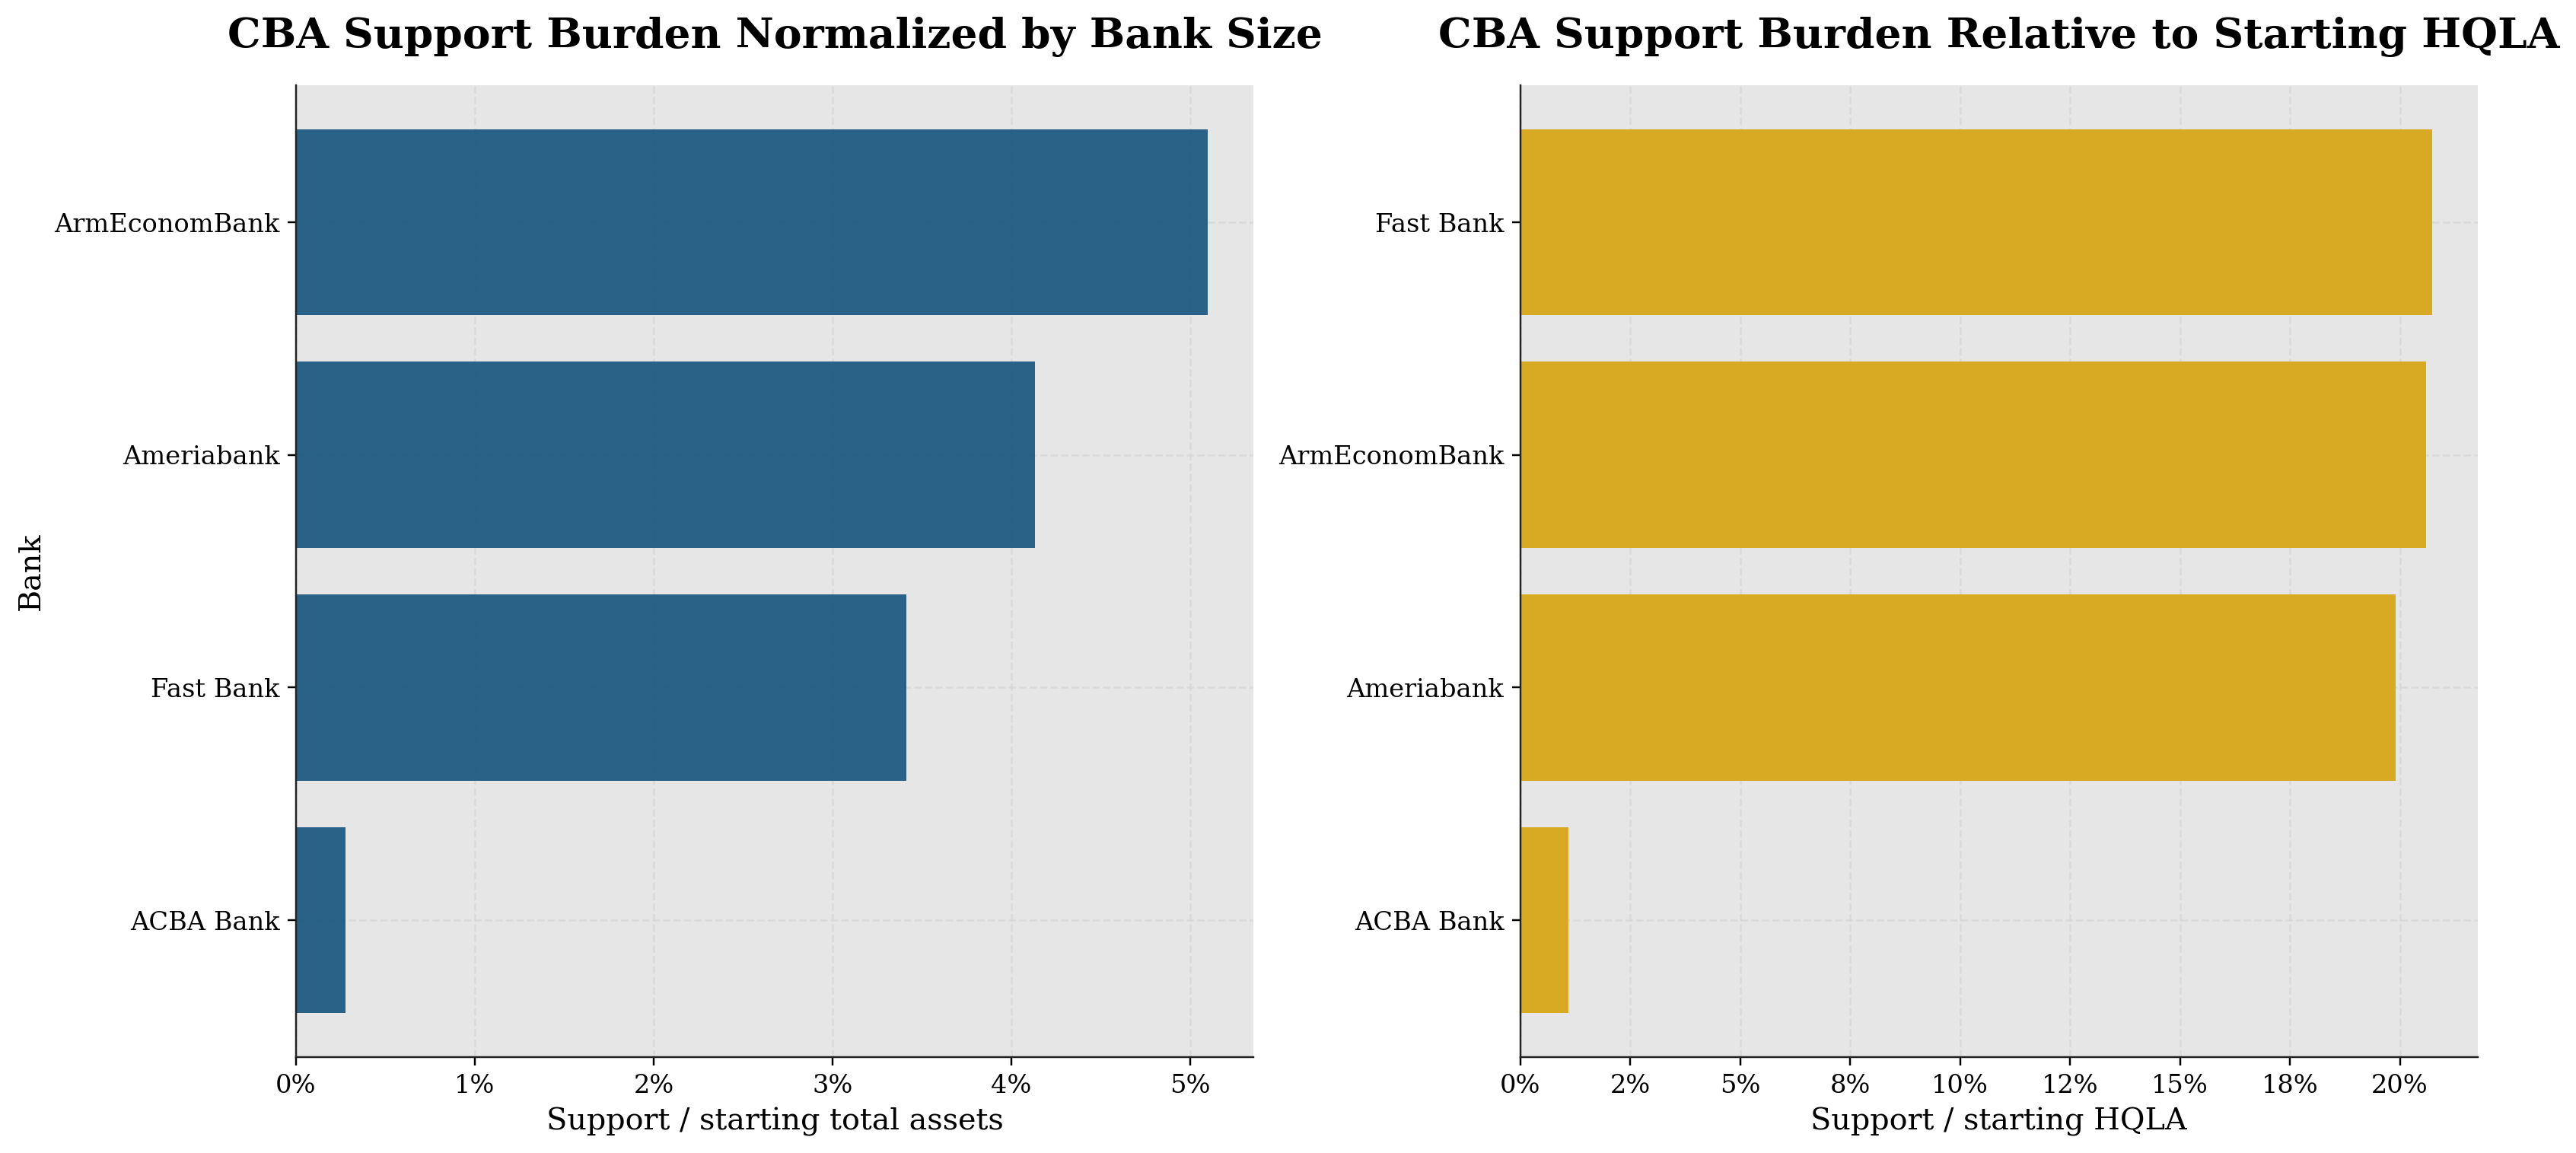 CBA Support Burden Normalized by Bank Size
Bank
ArmEconomBank
Ameriabank
Fast Bank
ACBA Bank
0% 1% 2% 3% 4% 5%
Support / starting total assets
CBA Support Burden Relative to Starting HQLA
Fast Bank
ArmEconomBank
Ameriabank
ACBA Bank
0% 2% 5% 8% 10% 12% 15% 18% 20%
Support / starting HQLA